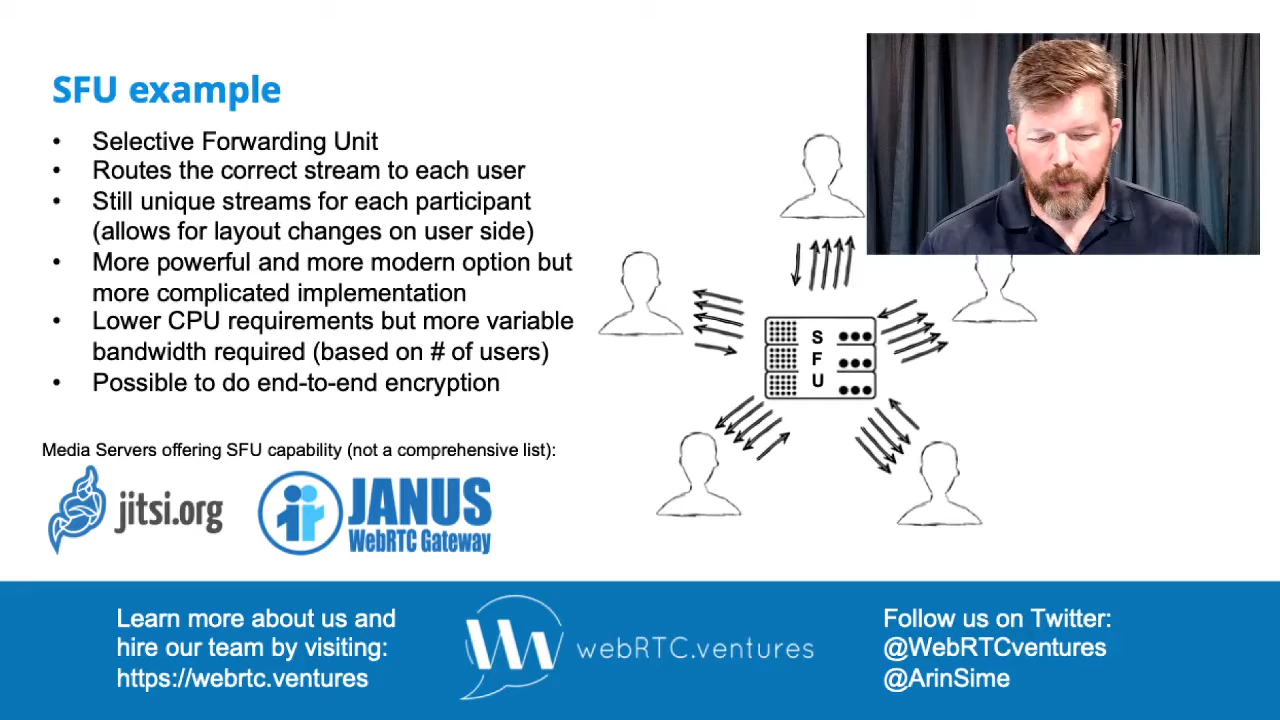 SFU example
• Selective Forwarding Unit
• Routes the correct stream to each user
• Still unique streams for each participant
(allows for layout changes on user side)
• More powerful and more modern option but
more complicated implementation
• Lower CPU requirements but more variable
bandwidth required (based on # of users)
• Possible to do end-to-end encryption
Media Servers offering SFU capability (not a comprehensive list):
jitsi.org
JANUS
WebRTC Gateway
S
F
U
Learn more about us and
hire our team by visiting:
https://webrtc.ventures
webRTC.ventures
Follow us on Twitter:
@WebRTCventures
@ArinSime